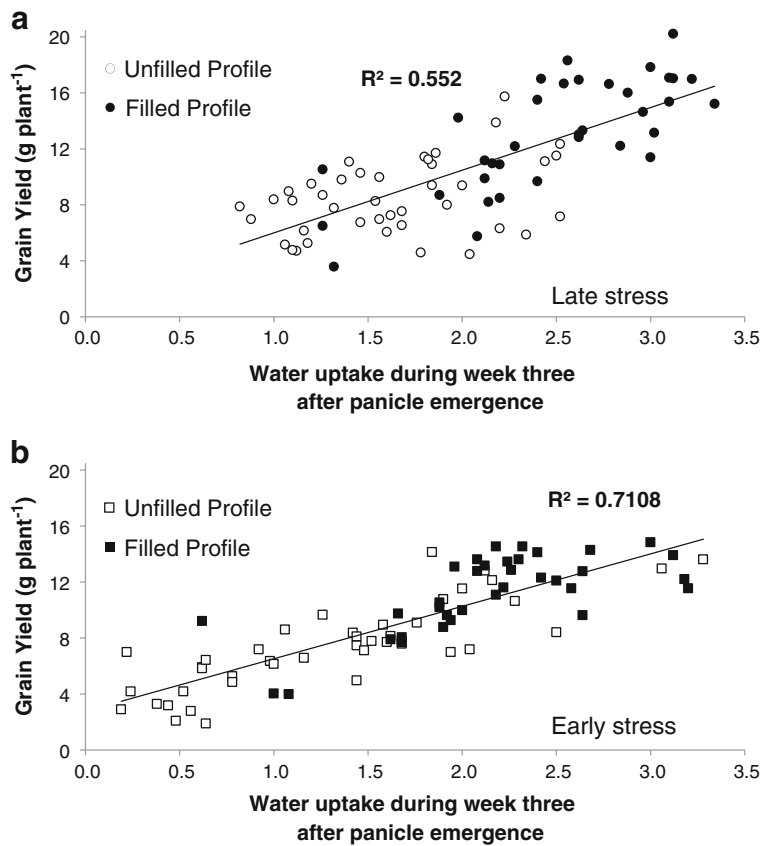 a
20
16
12
8
4
0
Grain Yield (g plant⁻¹)
Unfilled Profile
Filled Profile
R² = 0.552
Late stress
0.0 0.5 1.0 1.5 2.0 2.5 3.0 3.5
Water uptake during week three
after panicle emergence
b
20
16
12
8
4
0
Grain Yield (g plant⁻¹)
Unfilled Profile
Filled Profile
R² = 0.7108
Early stress
0.0 0.5 1.0 1.5 2.0 2.5 3.0 3.5
Water uptake during week three
after panicle emergence